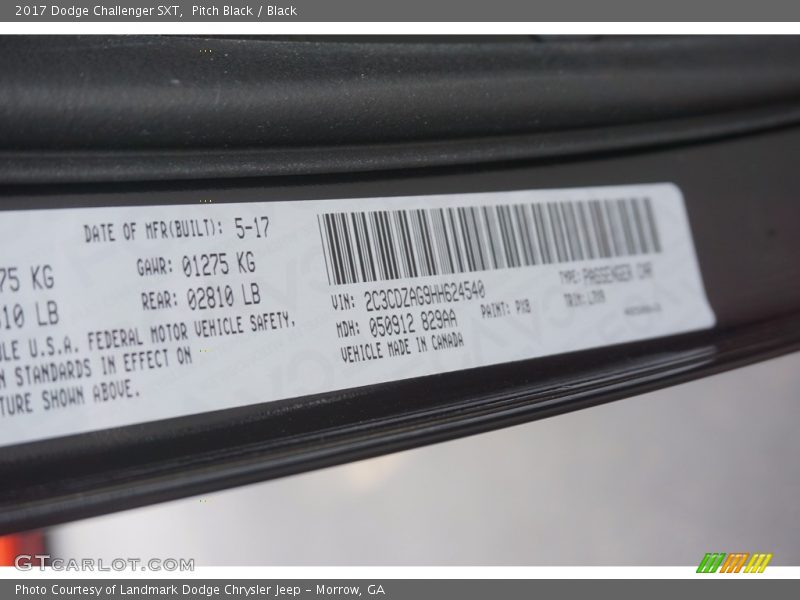 2017 Dodge Challenger SXT, Pitch Black / Black
DATE OF MFR(BUILT): 5-17
75 KG GAWR: 01275 KG
10 LB REAR: 02810 LB
U.S.A. FEDERAL MOTOR VEHICLE SAFETY.
STANDARDS IN EFFECT ON
TURE SHOWN ABOVE.
VIN: 2C3CDZAG9HH624540 TYPE: PASSENGER CAR
MDH: 050912 829AA PAINT: PX8 TRIM:
VEHICLE MADE IN CANADA
GTCARLOT.COM
Photo Courtesy of Landmark Dodge Chrysler Jeep – Morrow, GA